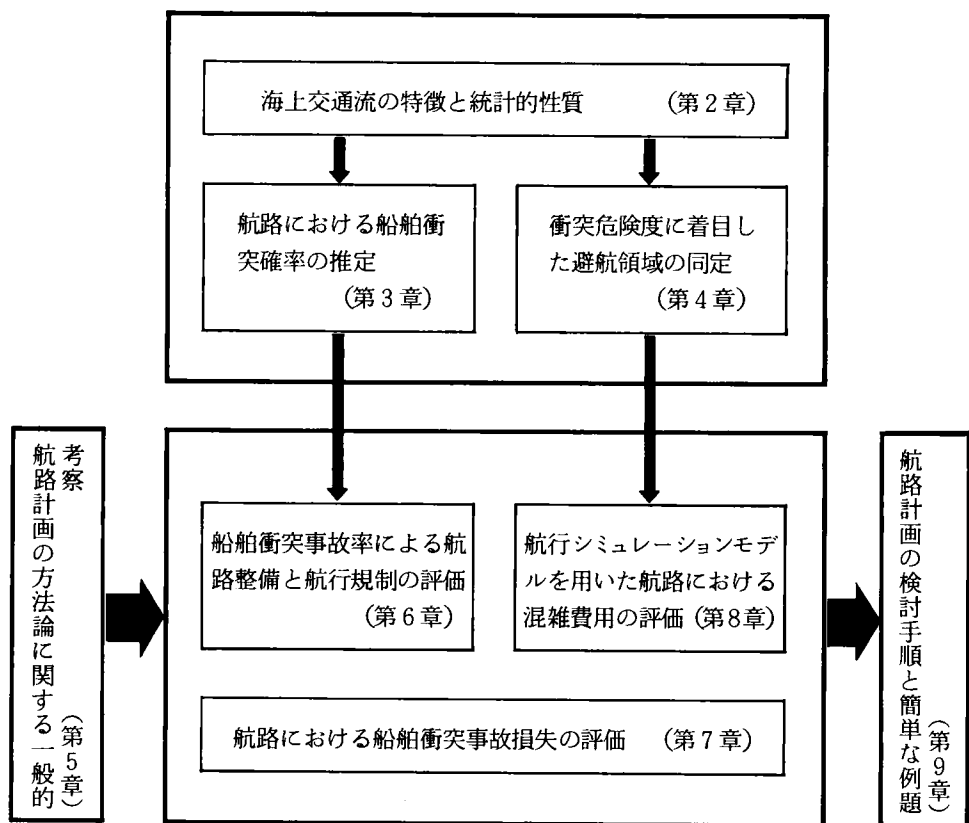 海上交通流の特徴と統計的性質 (第2章)
航路における船舶衝
突確率の推定
(第3章)
衝突危険度に着目し
た避航領域の同定
(第4章)
航路計画の方法論に関する一般的
考察
(第5章)
船舶衝突事故率による航
路整備と航行規制の評価
(第6章)
航行シミュレーションモデ
ルを用いた航路における
混雑費用の評価 (第8章)
航路における船舶衝突事故損失の評価 (第7章)
航路計画の検討手順と簡単な例題
(第9章)